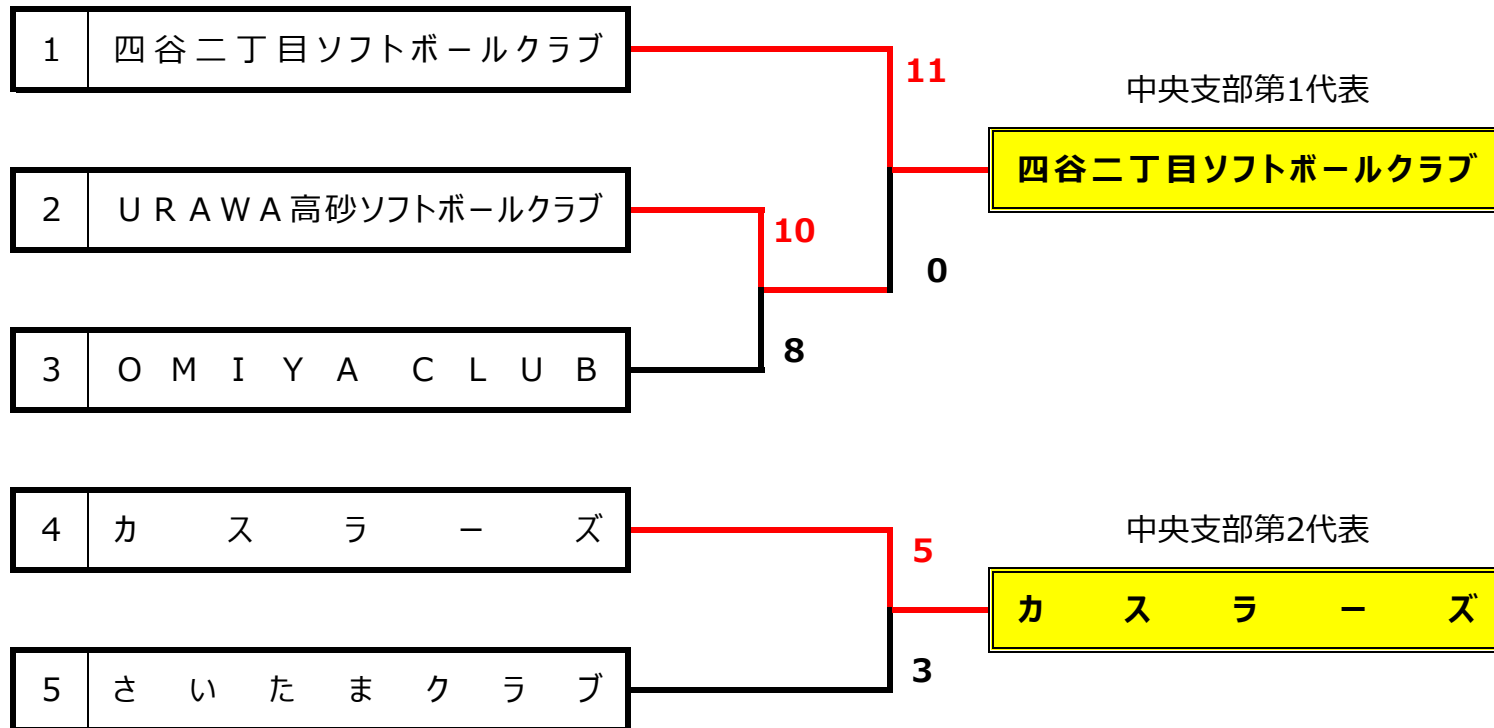 1 四谷二丁目ソフトボールクラブ
11
中央支部第1代表
四谷二丁目ソフトボールクラブ
2 ＵＲＡＷＡ高砂ソフトボールクラブ
10
0
3 ＯＭＩＹＡ ＣＬＵＢ
8
4 カスラーズ
5
中央支部第2代表
カスラーズ
5 さいたまクラブ
3